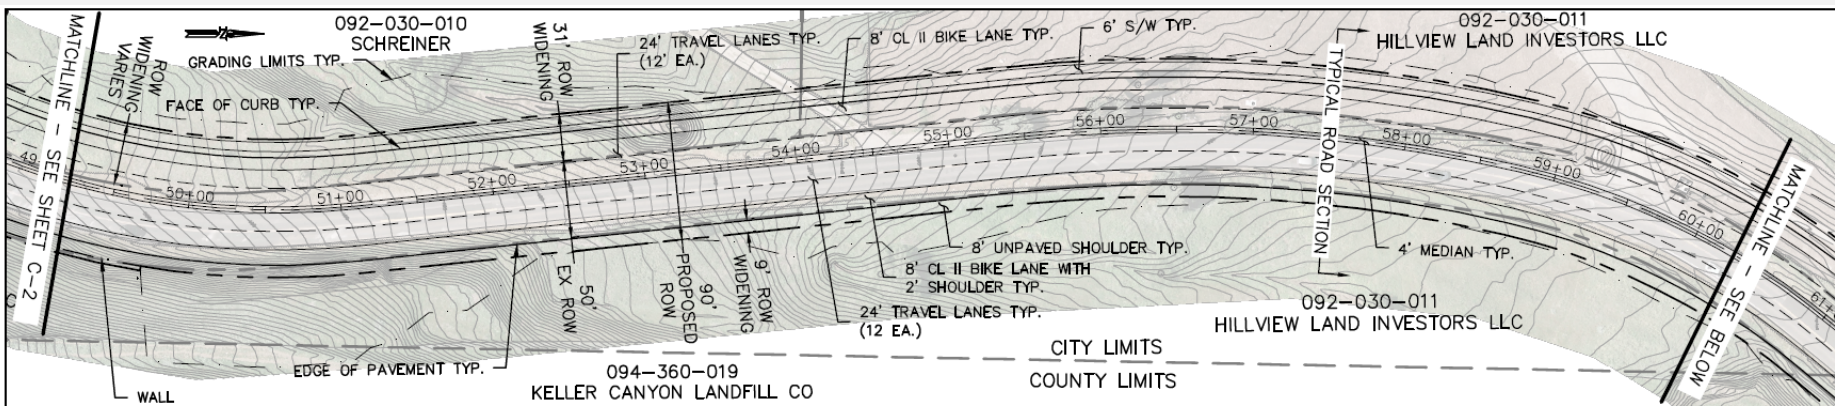 092-030-010
SCHREINER
GRADING LIMITS TYP.
FACE OF CURB TYP.
ROW
WIDENING
VARIES
MATCHLINE - SEE SHEET C-2
31' ROW
WIDENING
24' TRAVEL LANES TYP.
(12' EA.)
8' CL II BIKE LANE TYP.
6' S/W TYP.
TYPICAL ROAD SECTION
092-030-011
HILLVIEW LAND INVESTORS LLC
49
50+00
51+00
52+00
53+00
54+00
55+00
56+00
57+00
58+00
59+00
60+00
61+
50'
EX ROW
90'
PROPOSED
ROW
9' ROW
WIDENING
8' UNPAVED SHOULDER TYP.
8' CL II BIKE LANE WITH
2' SHOULDER TYP.
24' TRAVEL LANES TYP.
(12 EA.)
4' MEDIAN TYP.
092-030-011
HILLVIEW LAND INVESTORS LLC
MATCHLINE - SEE BELOW
CITY LIMITS
COUNTY LIMITS
EDGE OF PAVEMENT TYP.
094-360-019
KELLER CANYON LANDFILL CO
WALL